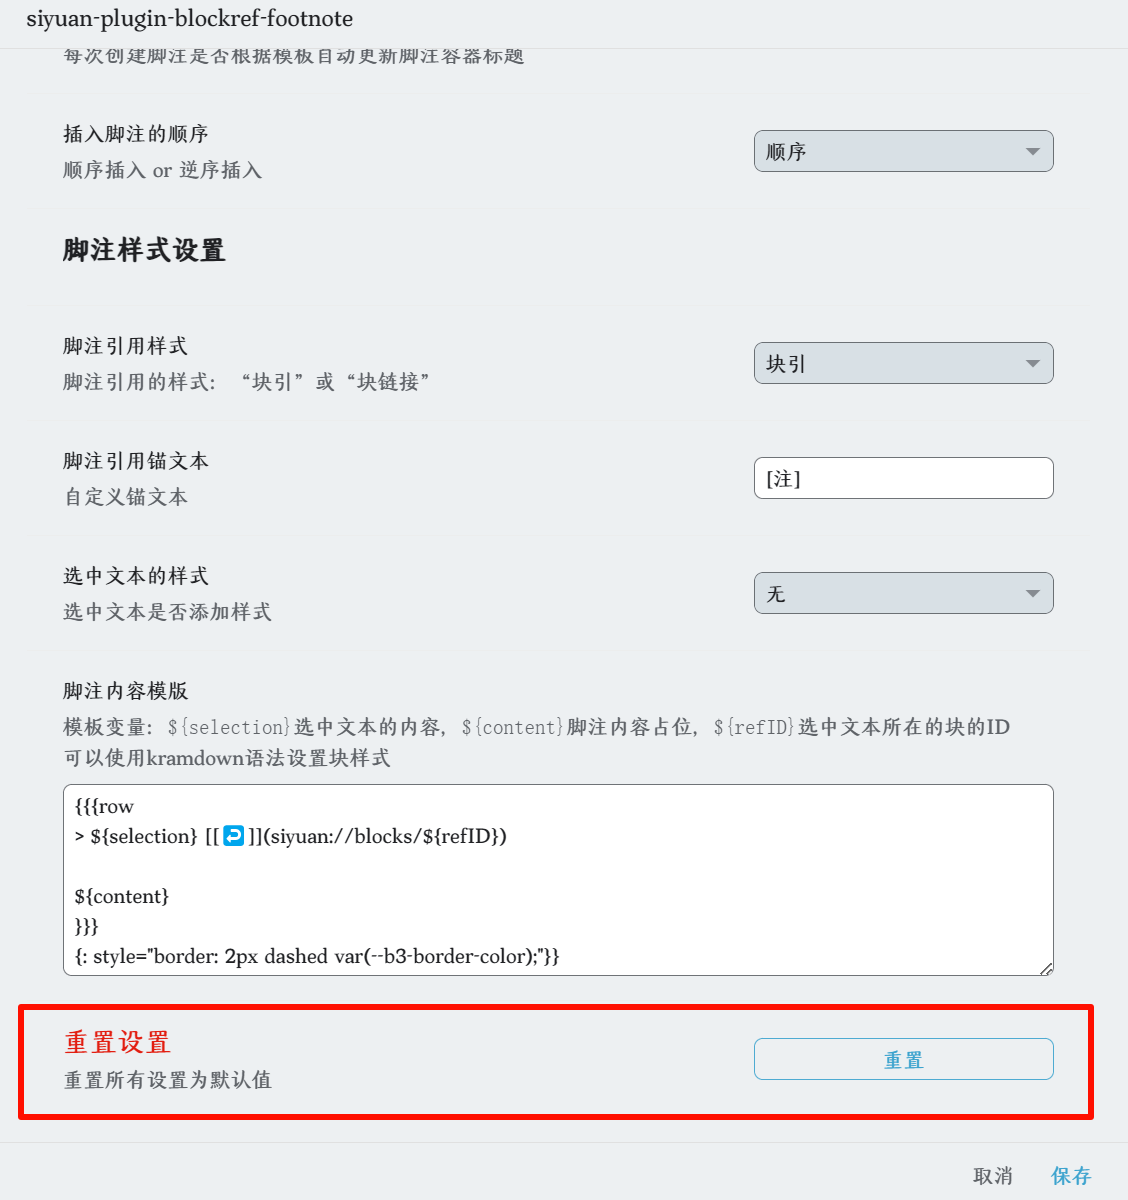 siyuan-plugin-blockref-footnote
每次创建脚注是否根据模板自动更新脚注容器标题
插入脚注的顺序
顺序插入 or 逆序插入
顺序
脚注样式设置
脚注引用样式
脚注引用的样式：“块引”或“块链接”
块引
脚注引用锚文本
自定义锚文本
[注]
选中文本的样式
选中文本是否添加样式
无
脚注内容模版
模板变量：${selection}选中文本的内容，${content}脚注内容占位，${refID}选中文本所在的块的ID
可以使用kramdown语法设置块样式
{{{row
> ${selection} [[↩️]](siyuan://blocks/${refID})
${content}
}}}
{: style="border: 2px dashed var(--b3-border-color);"}}
重置设置
重置所有设置为默认值
重置
取消
保存